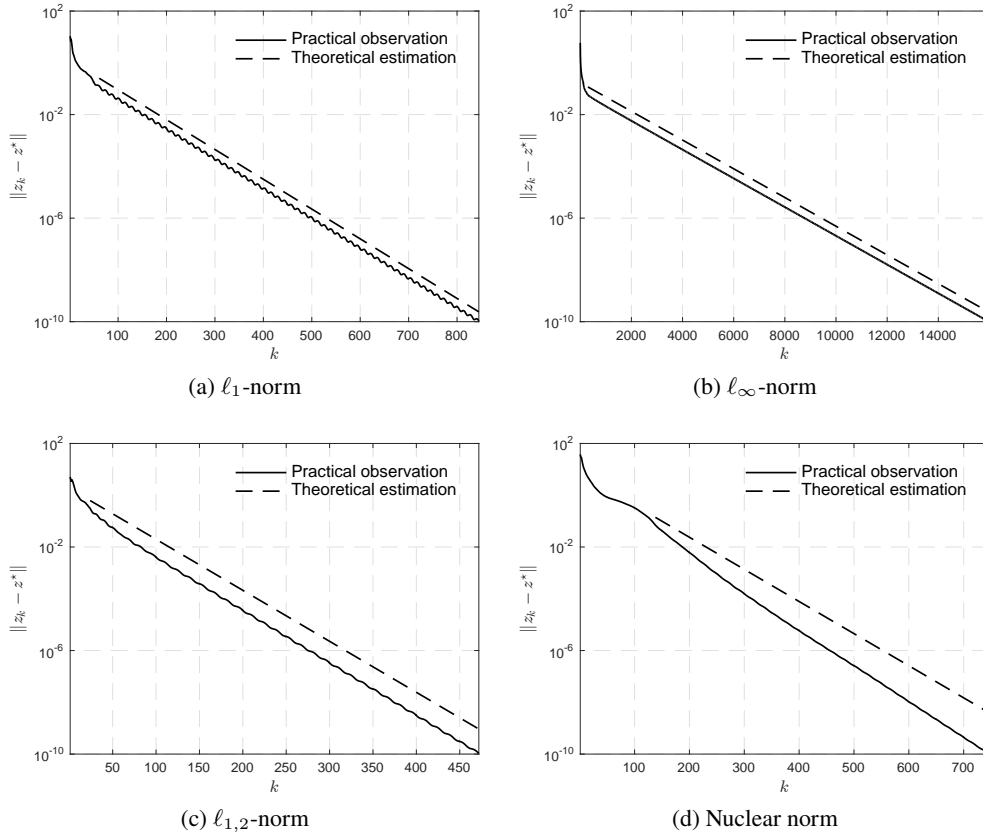 10^2
Practical observation
Theoretical estimation
10^-2
10^-6
10^-10
‖z_k − z^⋆‖
100 200 300 400 500 600 700 800
k
(a) ℓ_1-norm
10^2
Practical observation
Theoretical estimation
10^-2
10^-6
10^-10
‖z_k − z^⋆‖
2000 4000 6000 8000 10000 12000 14000
k
(b) ℓ_∞-norm
10^2
Practical observation
Theoretical estimation
10^-2
10^-6
10^-10
‖z_k − z^⋆‖
50 100 150 200 250 300 350 400 450
k
(c) ℓ_1,2-norm
10^2
Practical observation
Theoretical estimation
10^-2
10^-6
10^-10
‖z_k − z^⋆‖
100 200 300 400 500 600 700
k
(d) Nuclear norm